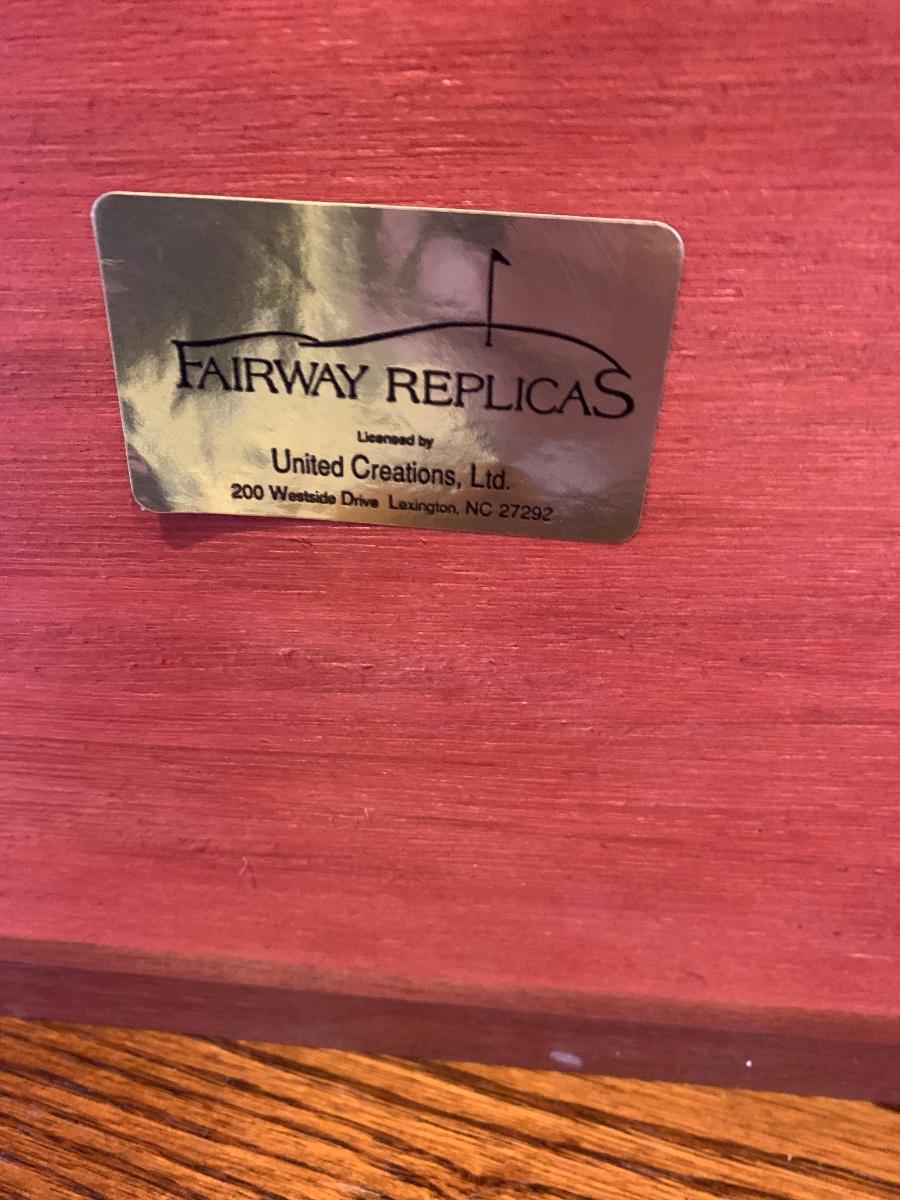 FAIRWAY REPLICAS
Licensed by
United Creations, Ltd.
200 Westside Drive Lexington, NC 27292